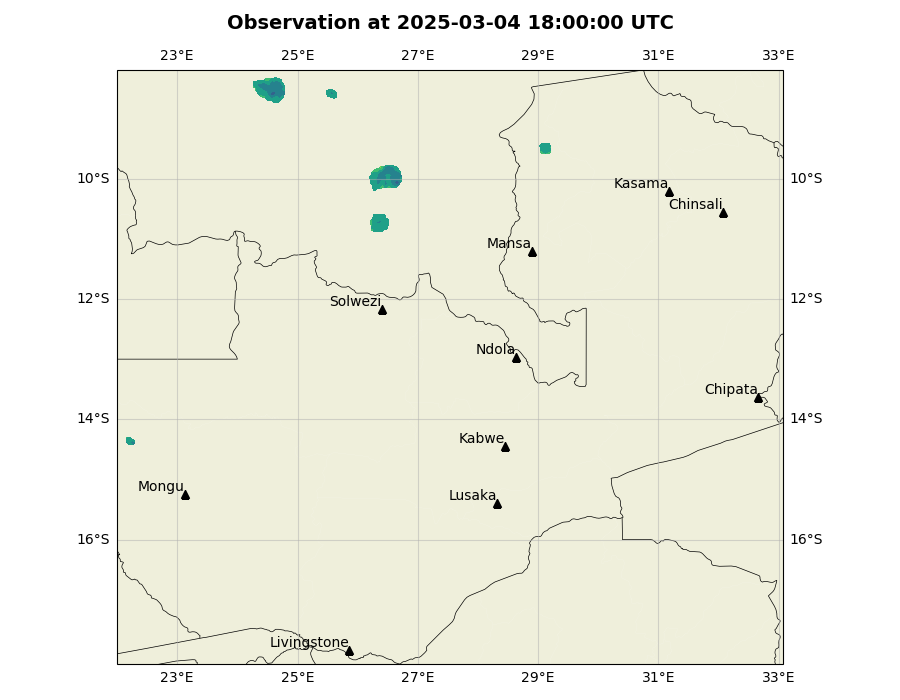 Observation at 2025-03-04 18:00:00 UTC
23°E 25°E 27°E 29°E 31°E 33°E
10°S 10°S
Kasama
Chinsali
Mansa
12°S 12°S
Solwezi
Ndola
Chipata
14°S 14°S
Kabwe
Mongu
Lusaka
16°S 16°S
Livingstone
23°E 25°E 27°E 29°E 31°E 33°E